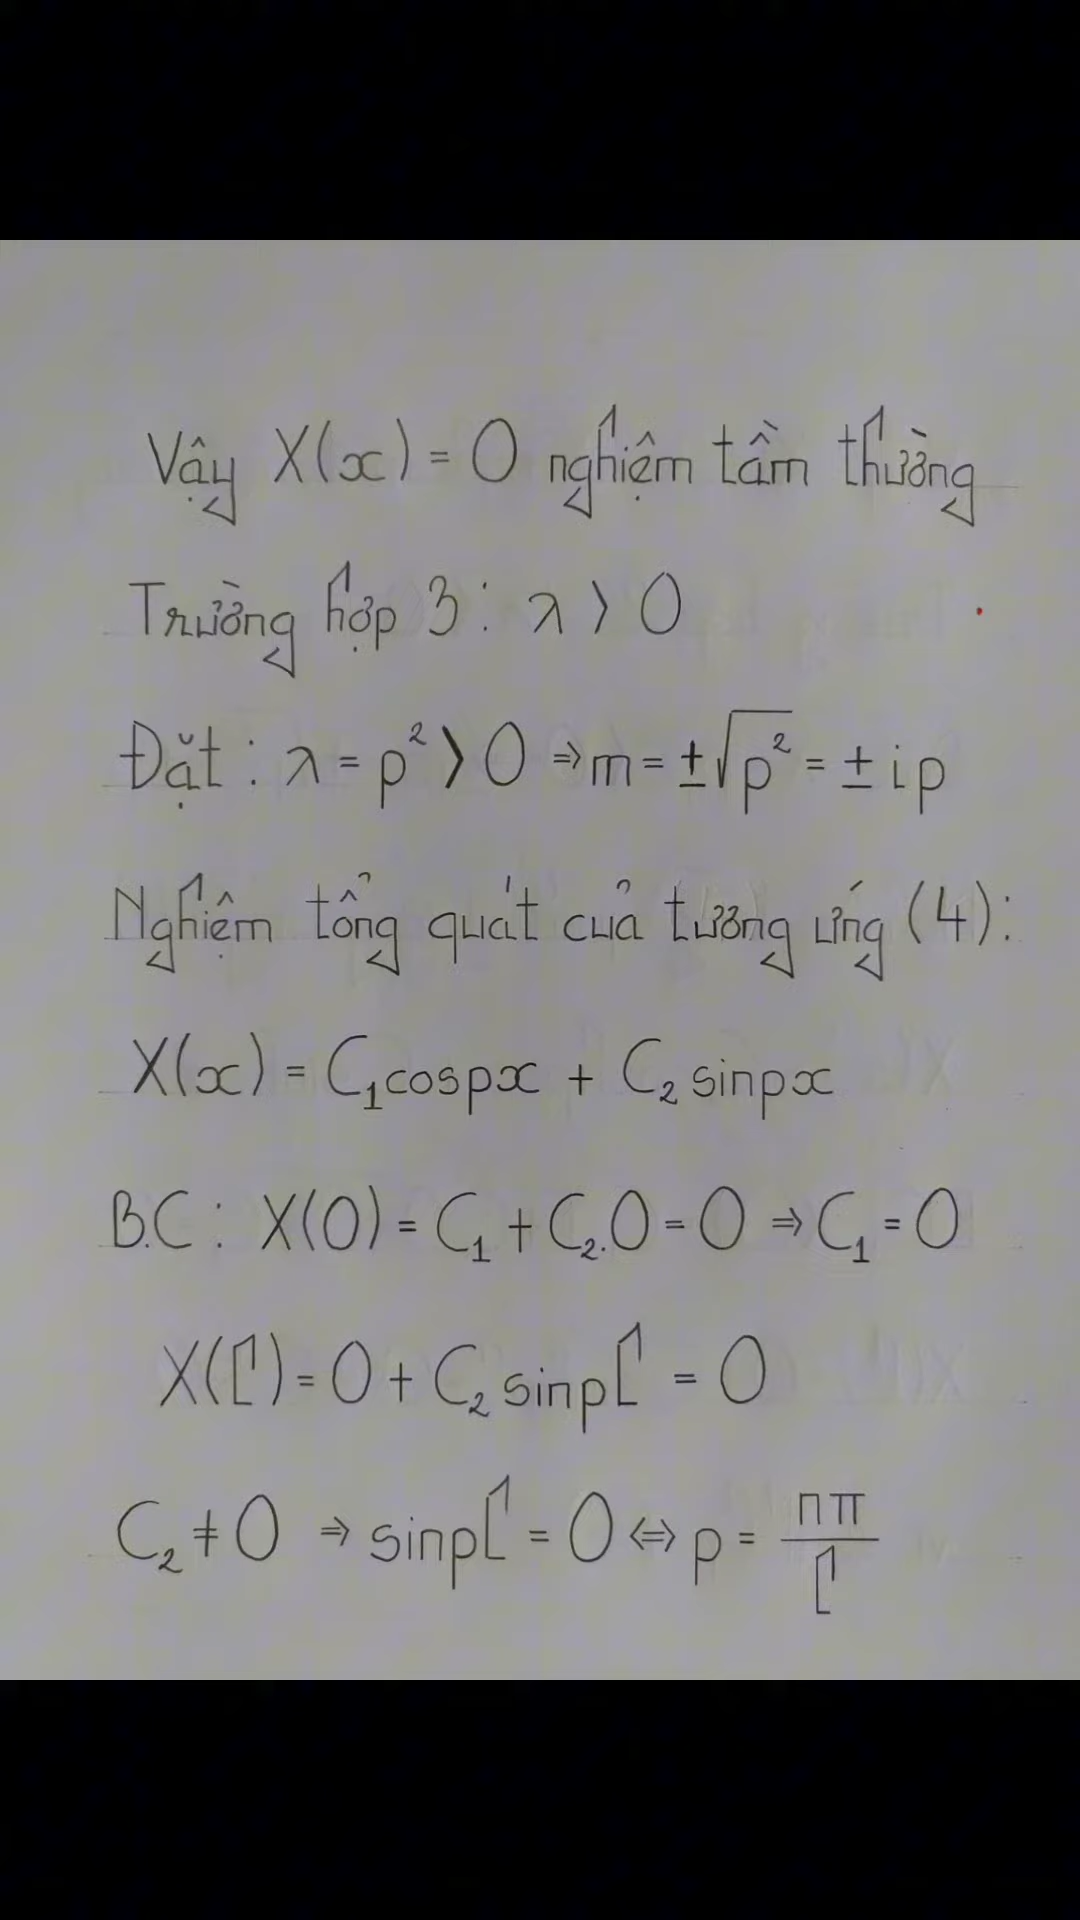 Vậy X(x) = 0 nghiệm tầm thường
Trường hợp 3: λ > 0
Đặt: λ = p² > 0 ⇒ m = ±√p² = ± ip
Nghiệm tổng quát của tương ứng (4):
X(x) = C₁cospx + C₂sinpx
B.C: X(0) = C₁ + C₂.0 = 0 ⇒ C₁ = 0
X(l) = 0 + C₂sinpl = 0
C₂ ≠ 0 ⇒ sinpl = 0 ⇔ p = nπ/l